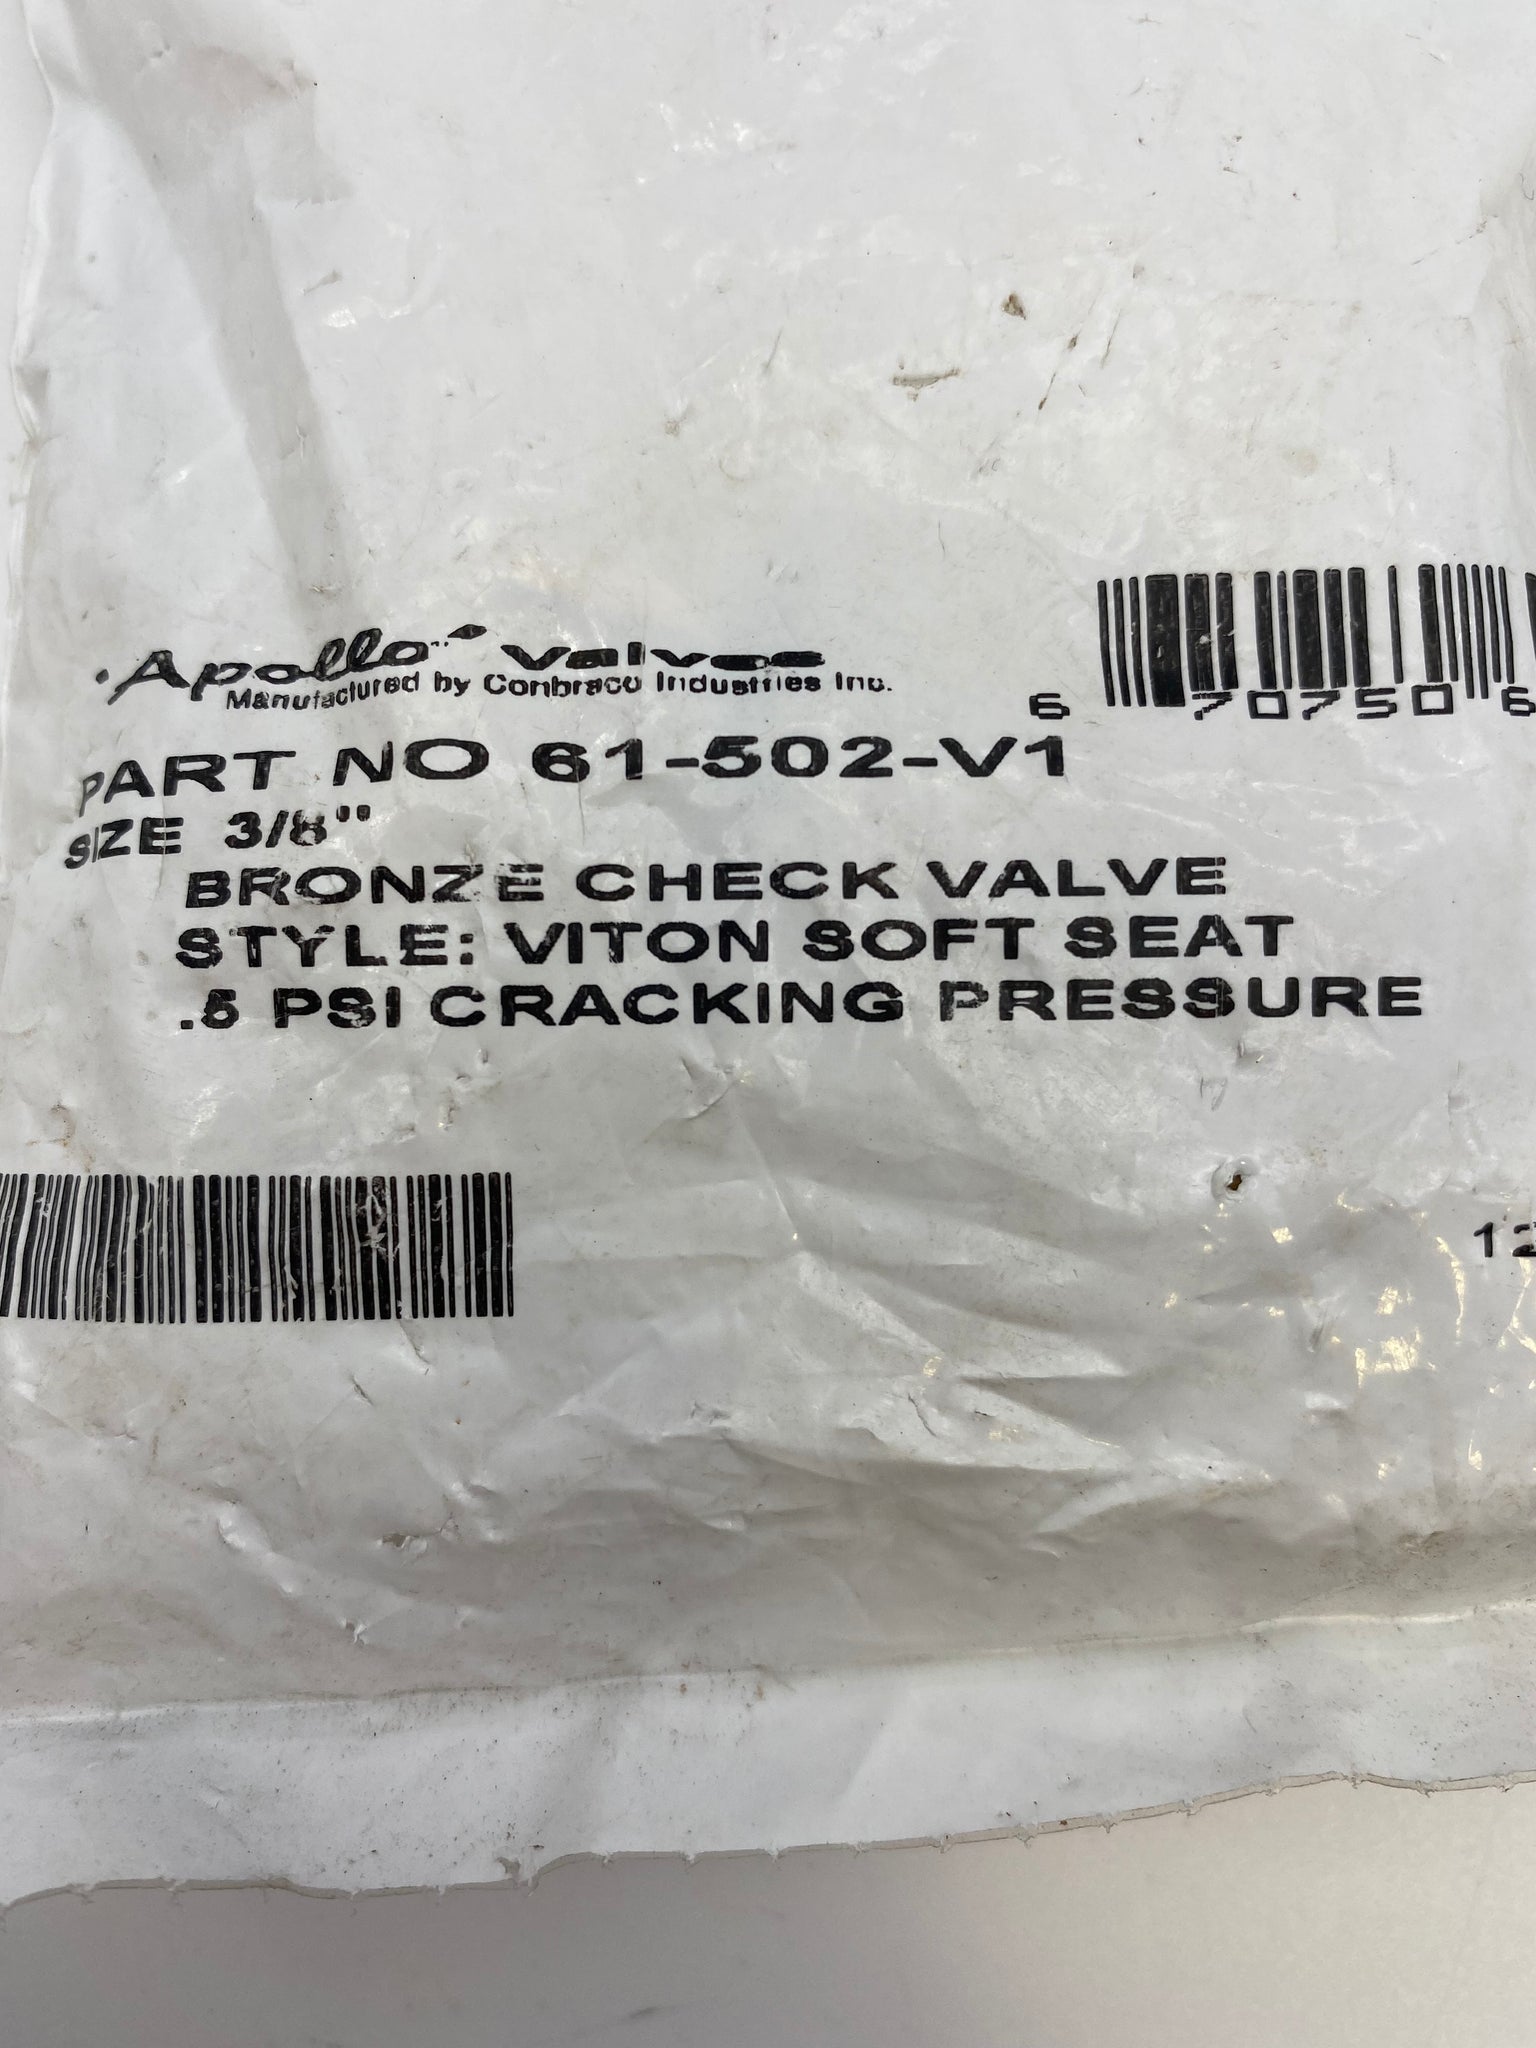 Apollo Valves
Manufactured by Conbraco Industries Inc.
6 70750 6
PART NO 61-502-V1
SIZE 3/8"
BRONZE CHECK VALVE
STYLE: VITON SOFT SEAT
.5 PSI CRACKING PRESSURE
12